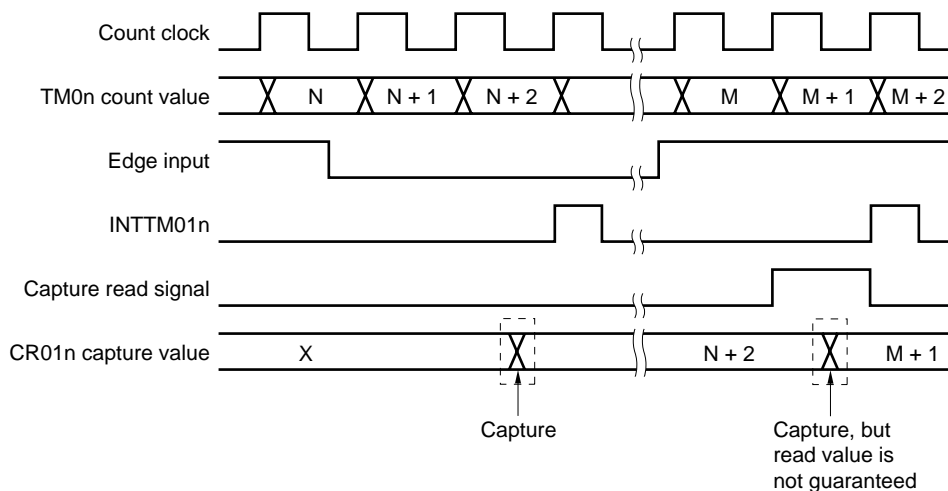 Count clock
TM0n count value
N
N + 1
N + 2
M
M + 1
M + 2
Edge input
INTTM01n
Capture read signal
CR01n capture value
X
N + 2
M + 1
Capture
Capture, but
read value is
not guaranteed